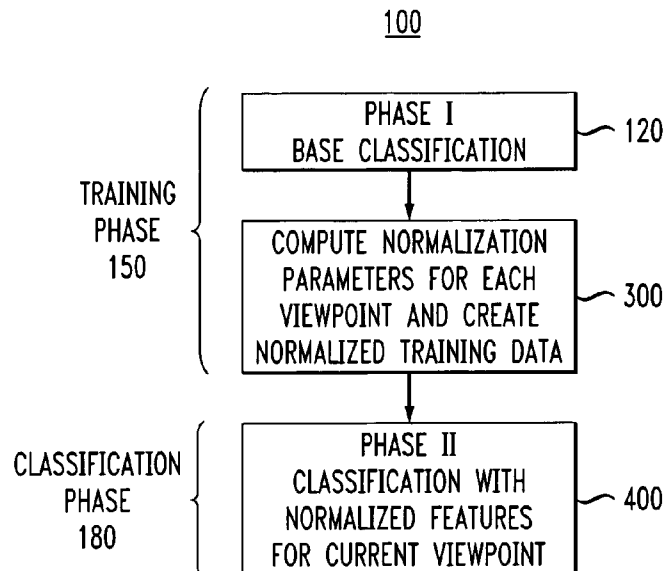 100
PHASE I
BASE CLASSIFICATION
120
TRAINING
PHASE
150
COMPUTE NORMALIZATION
PARAMETERS FOR EACH
VIEWPOINT AND CREATE
NORMALIZED TRAINING DATA
300
CLASSIFICATION
PHASE
180
PHASE II
CLASSIFICATION WITH
NORMALIZED FEATURES
FOR CURRENT VIEWPOINT
400